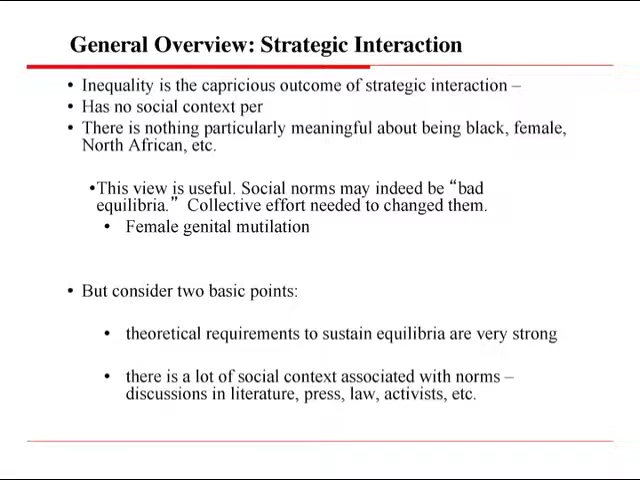 General Overview: Strategic Interaction
• Inequality is the capricious outcome of strategic interaction –
• Has no social context per
• There is nothing particularly meaningful about being black, female,
North African, etc.
•This view is useful. Social norms may indeed be “bad
equilibria.” Collective effort needed to changed them.
• Female genital mutilation
• But consider two basic points:
• theoretical requirements to sustain equilibria are very strong
• there is a lot of social context associated with norms –
discussions in literature, press, law, activists, etc.